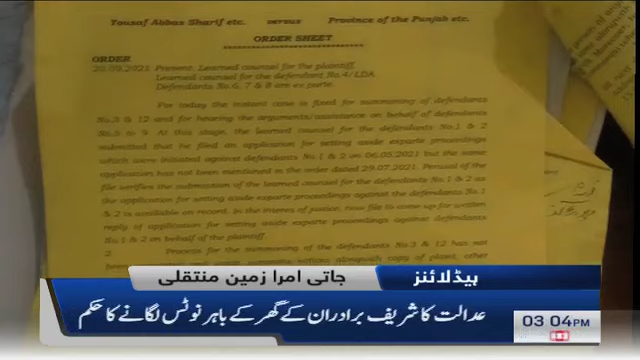 Yousaf Abbas Sharif etc. VERSUS Province of the Punjab etc.
ORDER SHEET
ORDER
20.09.2021 Present: Learned counsel for the plaintiff.
Learned counsel for the defendant No.4/LDA
Defendants No.6, 7 & 8 are ex parte.
For today the instant case is fixed for summoning of defendants
No.3 & 12 and for hearing the arguments/assistance on behalf of defendants
No.5 to 9. At this stage, the learned counsel for the defendants No.1 & 2
submitted that he filed an application for setting aside exparte proceedings
which were initiated against defendants No.1 & 2 on 06.05.2021 but the same
application has not been mentioned in the order dated 29.07.2021. Perusal of the
file verifies the submission of the learned counsel for the defendants No.1 & 2 as
the application for setting aside exparte proceedings against the defendants No.1
& 2 is available on record. In the interest of justice, now file to come up for written
reply of application for setting aside exparte proceedings against defendants
No.1 & 2 on behalf of the plaintiff.
2 Process for the summoning of the defendants No.3 & 12 has not
copy of plaint, other
جاتی امرا زمین منتقلی
ہیڈلائنز
عدالت کا شریف برادران کے گھر کے باہر نوٹس لگانے کا حکم
03:04PM